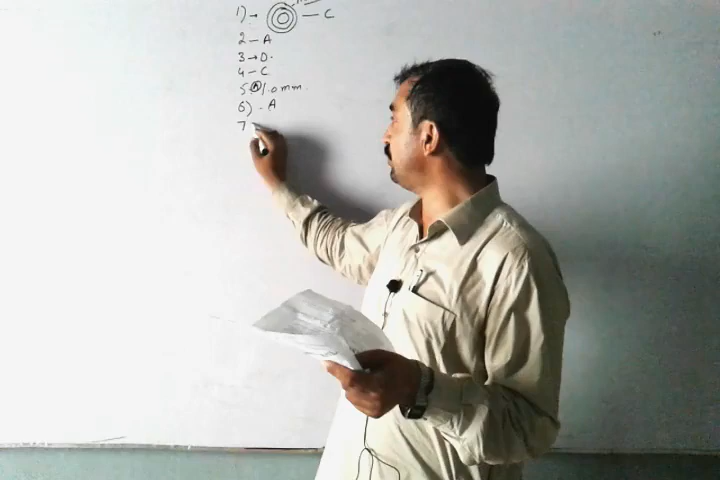 1) → — C
2 – A
3 → D.
4 – C
5 Ⓐ 1.0 mm.
6) . A
7